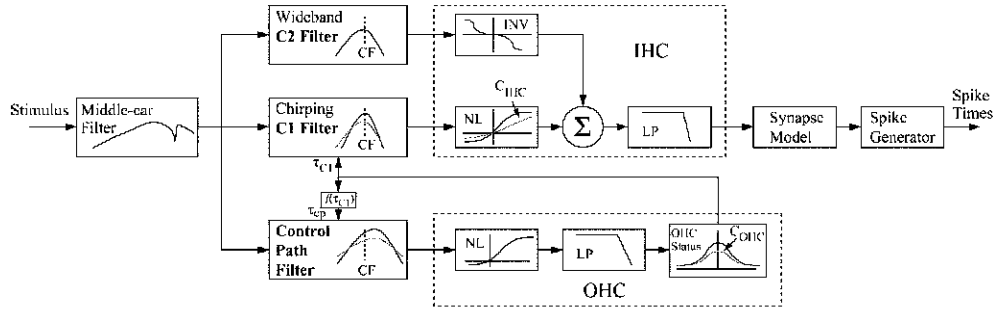 Wideband
C2 Filter
CF
INV
IHC
Stimulus
Middle-ear
Filter
Chirping
C1 Filter
CF
NL
C_IHC
Σ
LP
Synapse
Model
Spike
Generator
Spike
Times
τ_C1
f(τ_C1)
τ_cp
Control
Path
Filter
CF
NL
LP
OHC
Status
C_OHC
OHC